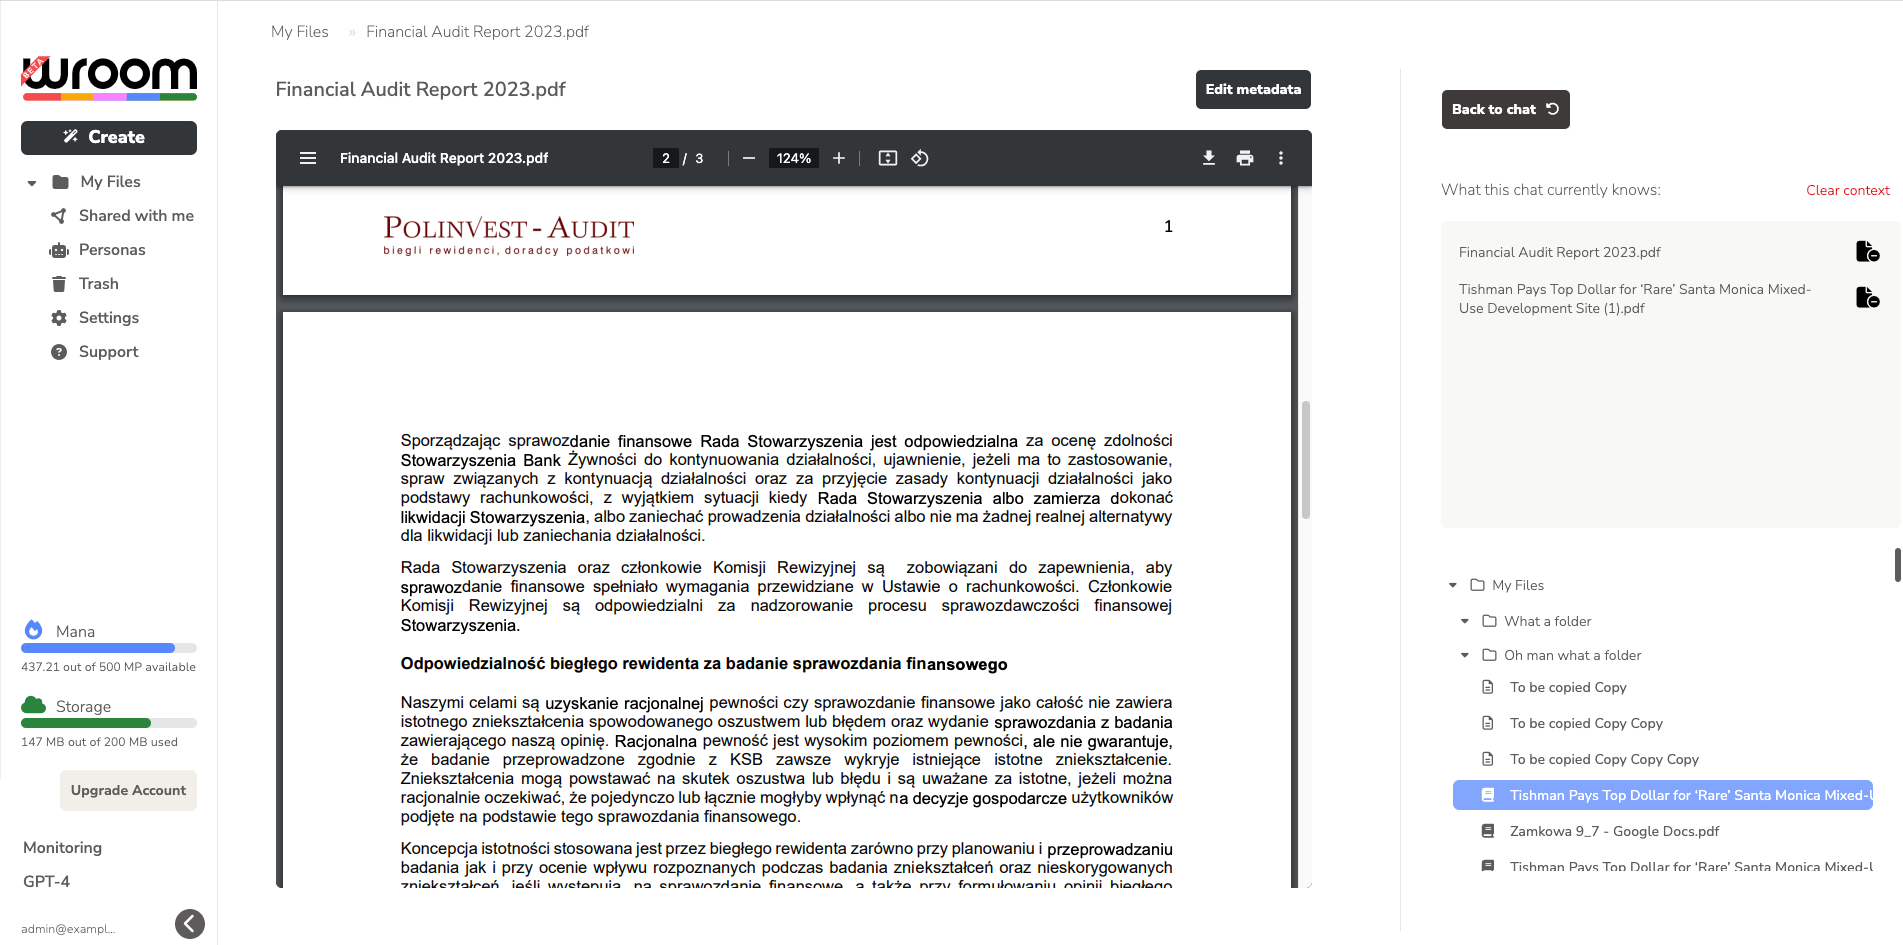 My Files » Financial Audit Report 2023.pdf
BETA
wroom
Create
My Files
Shared with me
Personas
Trash
Settings
Support
Mana
437.21 out of 500 MP available
Storage
147 MB out of 200 MB used
Upgrade Account
Monitoring
GPT-4
admin@exampl...
Financial Audit Report 2023.pdf
Edit metadata
Financial Audit Report 2023.pdf
2 / 3
124%
POLINVEST - AUDIT
biegli rewidenci, doradcy podatkowi
1
Sporządzając sprawozdanie finansowe Rada Stowarzyszenia jest odpowiedzialna za ocenę zdolności
Stowarzyszenia Bank Żywności do kontynuowania działalności, ujawnienie, jeżeli ma to zastosowanie,
spraw związanych z kontynuacją działalności oraz za przyjęcie zasady kontynuacji działalności jako
podstawy rachunkowości, z wyjątkiem sytuacji kiedy Rada Stowarzyszenia albo zamierza dokonać
likwidacji Stowarzyszenia, albo zaniechać prowadzenia działalności albo nie ma żadnej realnej alternatywy
dla likwidacji lub zaniechania działalności.
Rada Stowarzyszenia oraz członkowie Komisji Rewizyjnej są zobowiązani do zapewnienia, aby
sprawozdanie finansowe spełniało wymagania przewidziane w Ustawie o rachunkowości. Członkowie
Komisji Rewizyjnej są odpowiedzialni za nadzorowanie procesu sprawozdawczości finansowej
Stowarzyszenia.
Odpowiedzialność biegłego rewidenta za badanie sprawozdania finansowego
Naszymi celami są uzyskanie racjonalnej pewności czy sprawozdanie finansowe jako całość nie zawiera
istotnego zniekształcenia spowodowanego oszustwem lub błędem oraz wydanie sprawozdania z badania
zawierającego naszą opinię. Racjonalna pewność jest wysokim poziomem pewności, ale nie gwarantuje,
że badanie przeprowadzone zgodnie z KSB zawsze wykryje istniejące istotne zniekształcenie.
Zniekształcenia mogą powstawać na skutek oszustwa lub błędu i są uważane za istotne, jeżeli można
racjonalnie oczekiwać, że pojedynczo lub łącznie mogłyby wpłynąć na decyzje gospodarcze użytkowników
podjęte na podstawie tego sprawozdania finansowego.
Koncepcja istotności stosowana jest przez biegłego rewidenta zarówno przy planowaniu i przeprowadzaniu
badania jak i przy ocenie wpływu rozpoznanych podczas badania zniekształceń oraz nieskorygowanych
zniekształceń, jeśli występują, na sprawozdanie finansowe, a także przy formułowaniu opinii biegłego
Back to chat
What this chat currently knows:
Clear context
Financial Audit Report 2023.pdf
Tishman Pays Top Dollar for ‘Rare’ Santa Monica Mixed-
Use Development Site (1).pdf
My Files
What a folder
Oh man what a folder
To be copied Copy
To be copied Copy Copy
To be copied Copy Copy Copy
Tishman Pays Top Dollar for ‘Rare’ Santa Monica Mixed-U
Zamkowa 9_7 - Google Docs.pdf
Tishman Pays Top Dollar for ‘Rare’ Santa Monica Mixed-U